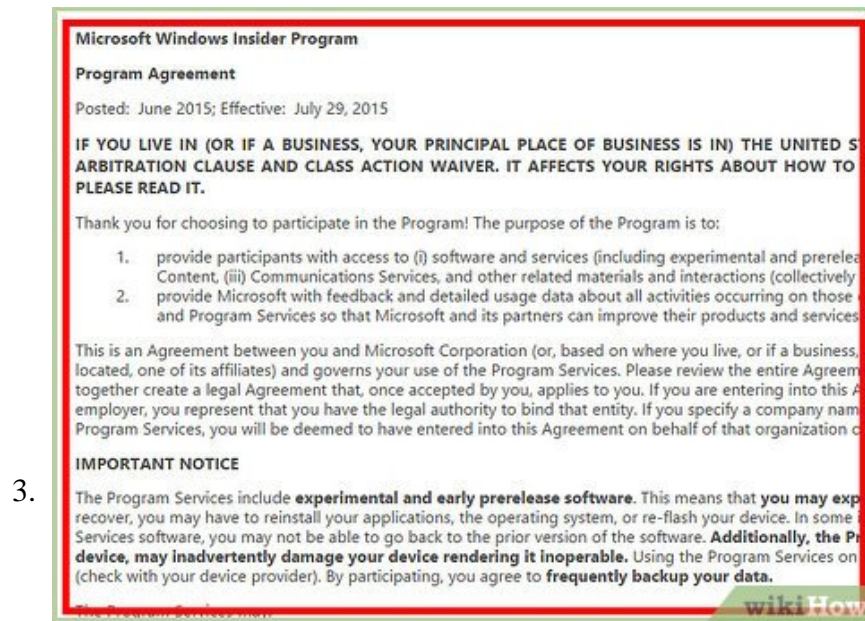 Microsoft Windows Insider Program
Program Agreement
Posted: June 2015; Effective: July 29, 2015
IF YOU LIVE IN (OR IF A BUSINESS, YOUR PRINCIPAL PLACE OF BUSINESS IS IN) THE UNITED
ARBITRATION CLAUSE AND CLASS ACTION WAIVER. IT AFFECTS YOUR RIGHTS ABOUT HOW TO
PLEASE READ IT.
Thank you for choosing to participate in the Program! The purpose of the Program is to:
1. provide participants with access to (i) software and services (including experimental and
Content, (iii) Communications Services, and other related materials and interactions (collectively
2. provide Microsoft with feedback and detailed usage data about all activities occurring on those
and Program Services so that Microsoft and its partners can improve their products and services
This is an Agreement between you and Microsoft Corporation (or, based on where you live, or if a business,
located, one of its affiliates) and governs your use of the Program Services. Please review the entire
together create a legal Agreement that, once accepted by you, applies to you. If you are entering into this
employer, you represent that you have the legal authority to bind that entity. If you specify a company
Program Services, you will be deemed to have entered into this Agreement on behalf of that organization
IMPORTANT NOTICE
3.
The Program Services include experimental and early prerelease software. This means that you may
recover, you may have to reinstall your applications, the operating system, or re-flash your device. In some
Services software, you may not be able to go back to the prior version of the software. Additionally, the
device, may inadvertently damage your device rendering it inoperable. Using the Program Services on
(check with your device provider). By participating, you agree to frequently backup your data.
wikiHow